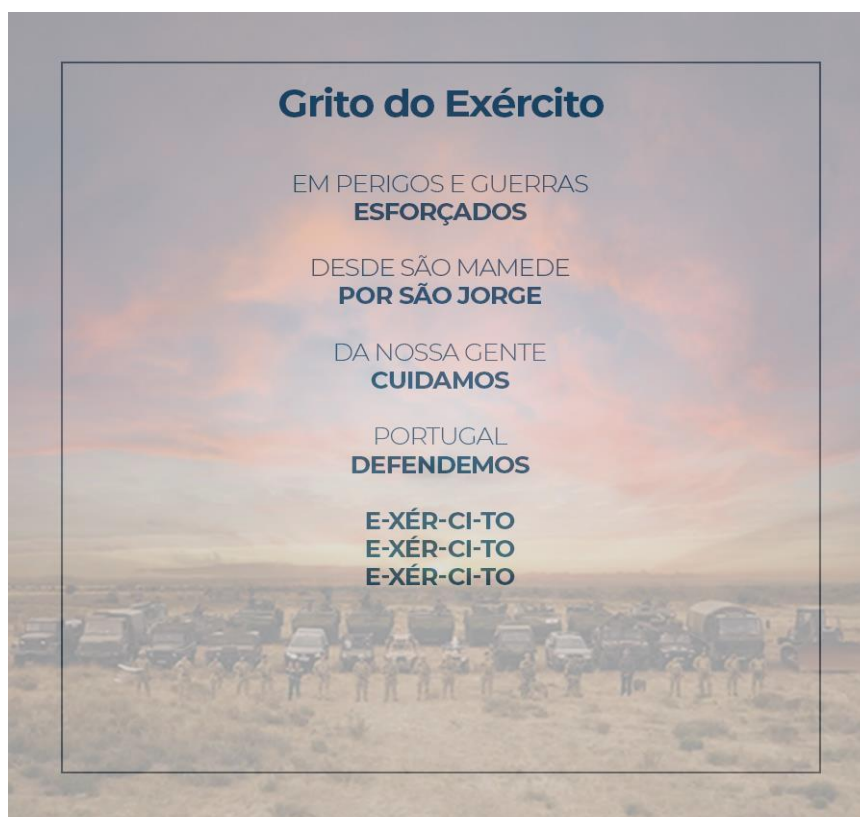 Grito do Exército
EM PERIGOS E GUERRAS
ESFORÇADOS
DESDE SÃO MAMEDE
POR SÃO JORGE
DA NOSSA GENTE
CUIDAMOS
PORTUGAL
DEFENDEMOS
E-XÉR-CI-TO
E-XÉR-CI-TO
E-XÉR-CI-TO